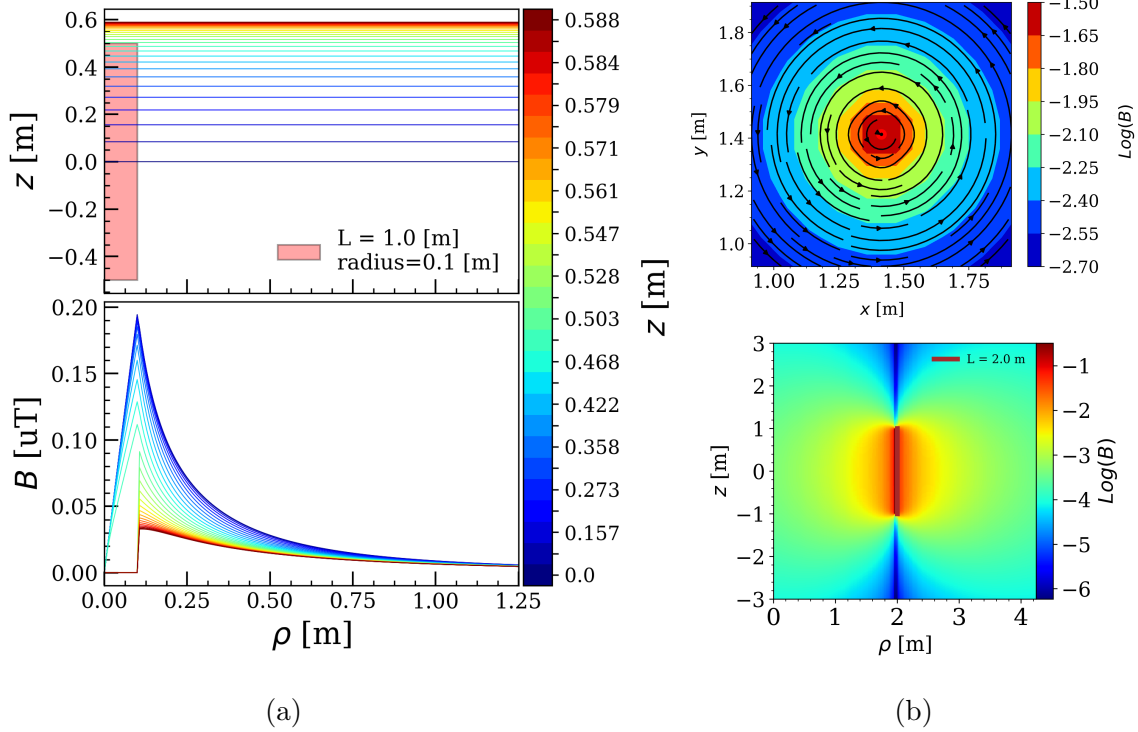 z [m]
0.6
0.4
0.2
0.0
−0.2
−0.4
L = 1.0 [m]
radius=0.1 [m]
B [uT]
0.20
0.15
0.10
0.05
0.00
0.00 0.25 0.50 0.75 1.00 1.25
ρ [m]
0.588
0.584
0.579
0.571
0.561
0.547
0.528
0.503
0.468
0.422
0.358
0.273
0.157
0.0
z [m]
(a)
y [m]
1.8
1.6
1.4
1.2
1.0
1.00 1.25 1.50 1.75
x [m]
−1.50
−1.65
−1.80
−1.95
−2.10
−2.25
−2.40
−2.55
−2.70
Log(B)
L = 2.0 m
z [m]
3
2
1
0
−1
−2
−3
0 1 2 3 4
ρ [m]
−1
−2
−3
−4
−5
−6
Log(B)
(b)